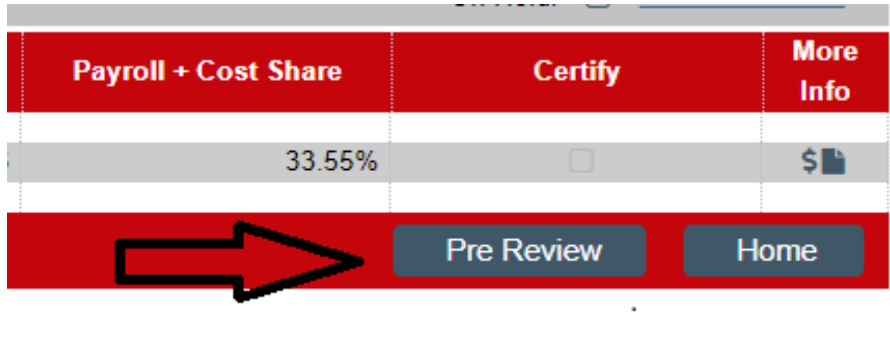 Payroll + Cost Share
Certify
More
Info
33.55%
$
Pre Review
Home